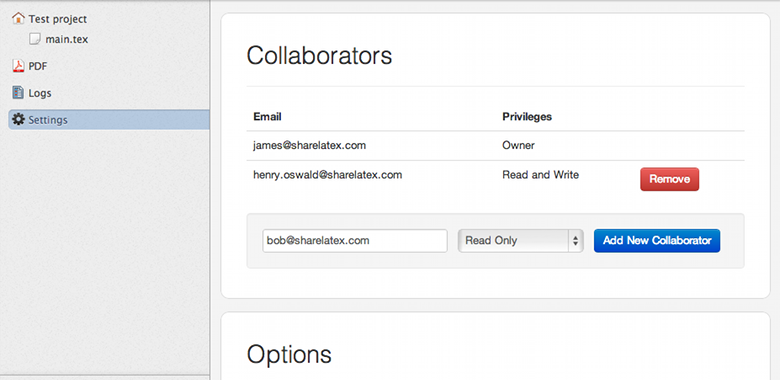 Test project
main.tex
PDF
Logs
Settings
Collaborators
Email Privileges
james@sharelatex.com Owner
henry.oswald@sharelatex.com Read and Write Remove
bob@sharelatex.com Read Only Add New Collaborator
Options